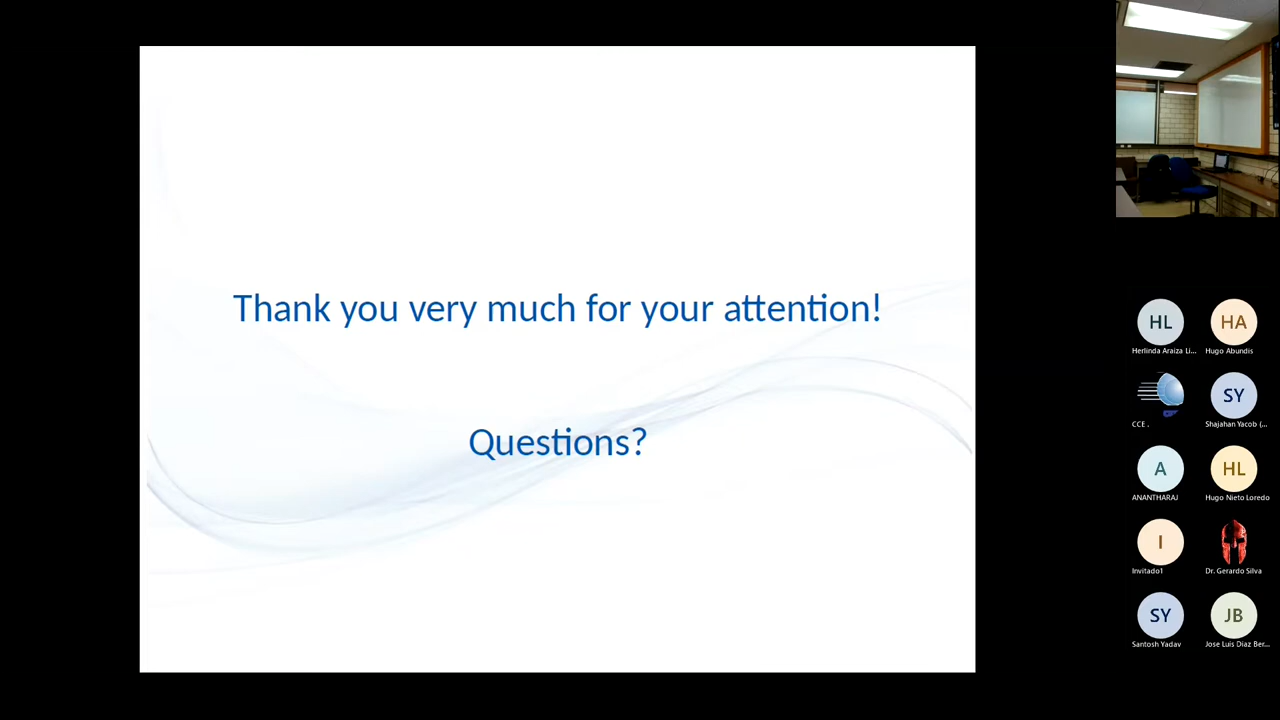 Thank you very much for your attention!
Questions?
HL
HA
Herlinda Araiza Li...
Hugo Abundis
SY
CCE .
Shajahan Yacob (...
A
HL
ANANTHARAJ
Hugo Nieto Loredo
I
Invitado1
Dr. Gerardo Silva
SY
JB
Santosh Yadav
Jose Luis Diaz Ber...